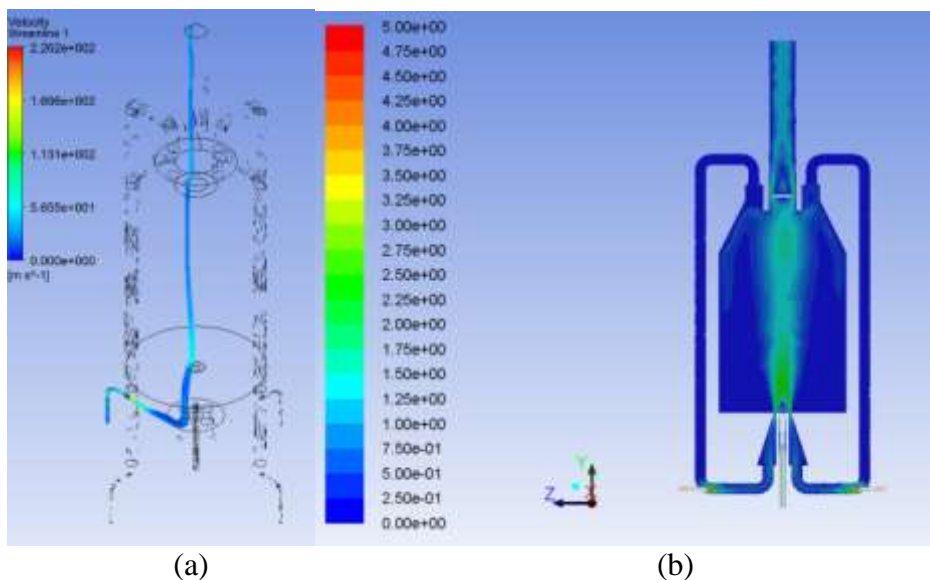 Velocity
Streamline 1
2.262e+002
1.696e+002
1.131e+002
5.655e+001
0.000e+000
[m s^-1]
5.00e+00
4.75e+00
4.50e+00
4.25e+00
4.00e+00
3.75e+00
3.50e+00
3.25e+00
3.00e+00
2.75e+00
2.50e+00
2.25e+00
2.00e+00
1.75e+00
1.50e+00
1.25e+00
1.00e+00
7.50e-01
5.00e-01
2.50e-01
0.00e+00
Y
Z
X
(a)
(b)